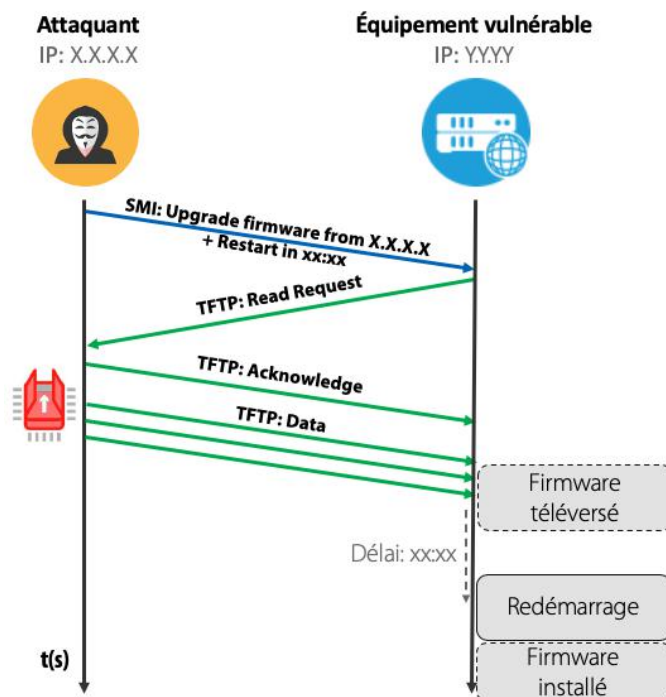 Attaquant
IP: X.X.X.X
Équipement vulnérable
IP: Y.Y.Y.Y
SMI: Upgrade firmware from X.X.X.X
+ Restart in xx:xx
TFTP: Read Request
TFTP: Acknowledge
TFTP: Data
Firmware
téléversé
Délai: xx:xx
Redémarrage
t(s)
Firmware
installé